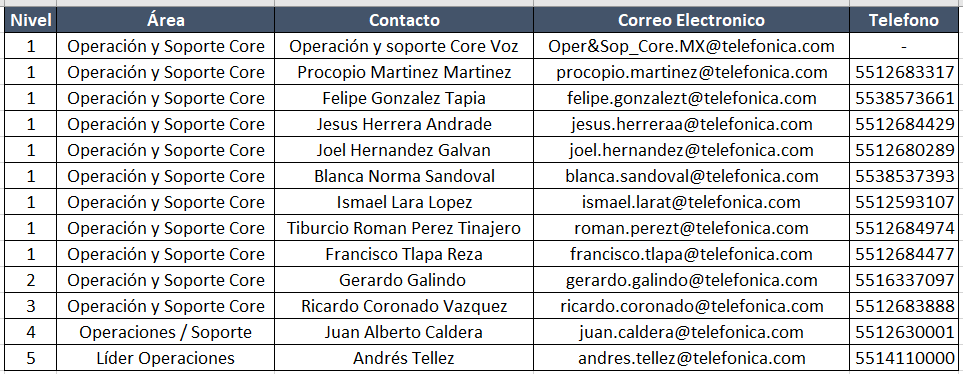 Nivel Área Contacto Correo Electronico Telefono
1 Operación y Soporte Core Operación y soporte Core Voz Oper&Sop_Core.MX@telefonica.com -
1 Operación y Soporte Core Procopio Martinez Martinez procopio.martinez@telefonica.com 5512683317
1 Operación y Soporte Core Felipe Gonzalez Tapia felipe.gonzalezt@telefonica.com 5538573661
1 Operación y Soporte Core Jesus Herrera Andrade jesus.herreraa@telefonica.com 5512684429
1 Operación y Soporte Core Joel Hernandez Galvan joel.hernandez@telefonica.com 5512680289
1 Operación y Soporte Core Blanca Norma Sandoval blanca.sandoval@telefonica.com 5538537393
1 Operación y Soporte Core Ismael Lara Lopez ismael.larat@telefonica.com 5512593107
1 Operación y Soporte Core Tiburcio Roman Perez Tinajero roman.perezt@telefonica.com 5512684974
1 Operación y Soporte Core Francisco Tlapa Reza francisco.tlapa@telefonica.com 5512684477
2 Operación y Soporte Core Gerardo Galindo gerardo.galindo@telefonica.com 5516337097
3 Operación y Soporte Core Ricardo Coronado Vazquez ricardo.coronado@telefonica.com 5512683888
4 Operaciones / Soporte Juan Alberto Caldera juan.caldera@telefonica.com 5512630001
5 Líder Operaciones Andrés Tellez andres.tellez@telefonica.com 5514110000